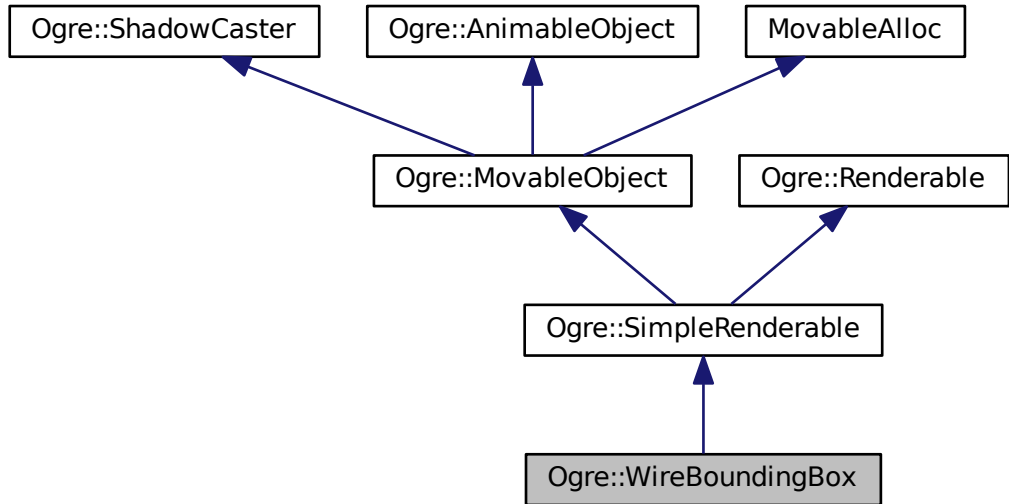 Ogre::ShadowCaster
Ogre::AnimableObject
MovableAlloc
Ogre::MovableObject
Ogre::Renderable
Ogre::SimpleRenderable
Ogre::WireBoundingBox